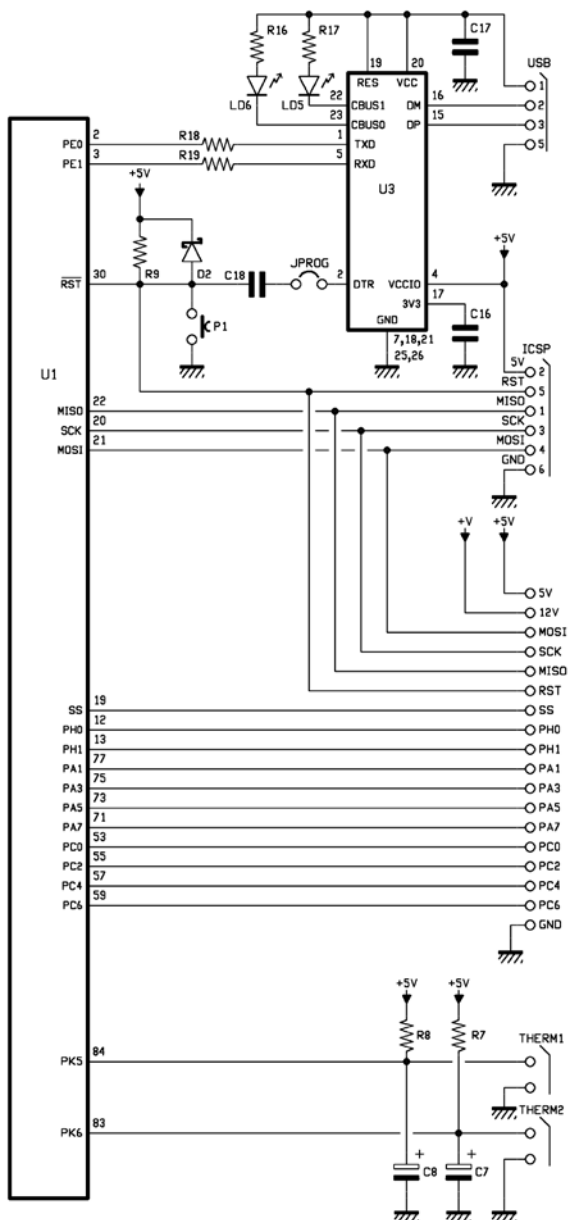 R16 R17 C17 USB
19 20
RES VCC 1
22 CBUS1 DM 16 2
LD6 LD5
23 CBUS0 DP 15 3
PE0 2 R18 1 TXD 5
PE1 3 R19 5 RXD
U3
+5V
+5V
R9 D2 C18 JPROG
RST 30 2 DTR VCCIO 4
3V3 17
P1 GND C16
7,18,21
25,26
ICSP
5V 2
U1 RST 5
MISO 22 MISO 1
SCK 20 SCK 3
MOSI 21 MOSI 4
GND 6
+V +5V
5V
12V
MOSI
SCK
MISO
RST
SS 19 SS
PH0 12 PH0
PH1 13 PH1
PA1 77 PA1
PA3 75 PA3
PA5 73 PA5
PA7 71 PA7
PC0 53 PC0
PC2 55 PC2
PC4 57 PC4
PC6 59 PC6
GND
+5V +5V
R8 R7 THERM1
PK5 84
THERM2
PK6 83
+ +
C8 C7